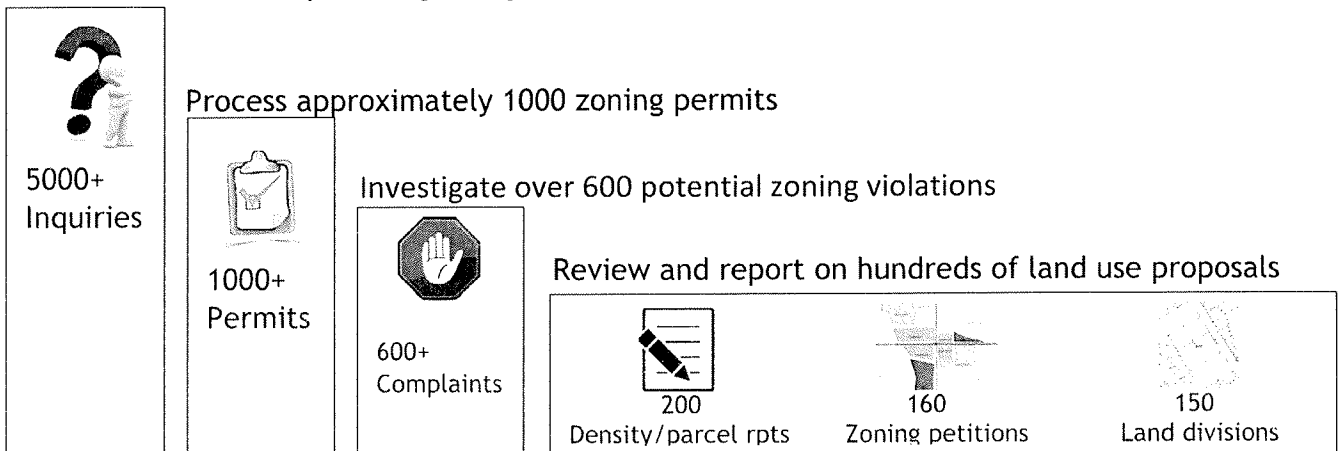 Process approximately 1000 zoning permits
5000+
Inquiries
Investigate over 600 potential zoning violations
1000+
Permits
Review and report on hundreds of land use proposals
600+
Complaints
200
Density/parcel rpts
160
Zoning petitions
150
Land divisions